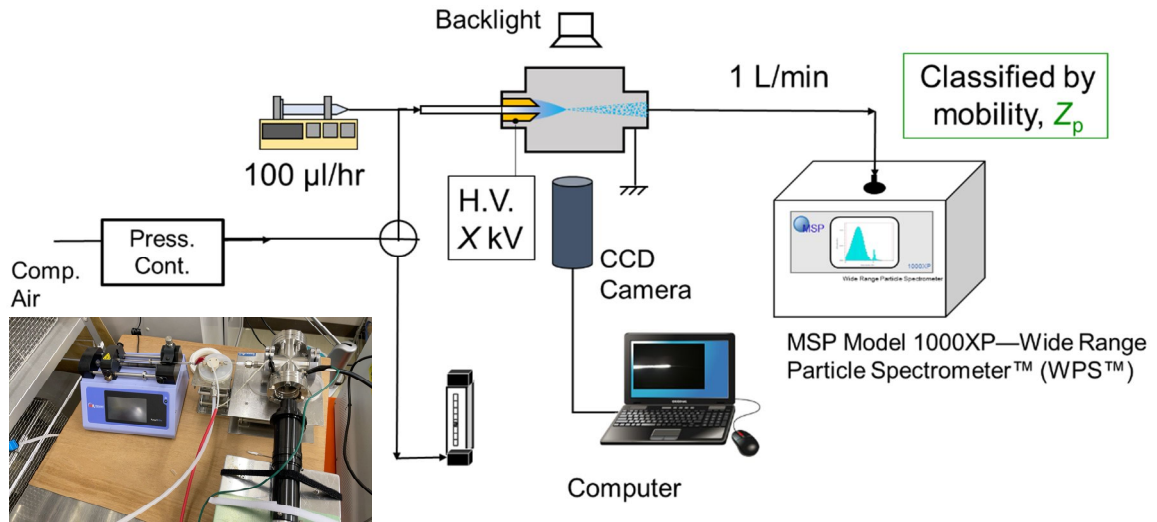 Backlight
1 L/min
Classified by
mobility, Zp
100 µl/hr
H.V.
X kV
Press.
Cont.
Comp.
Air
CCD
Camera
MSP
1000XP
Wide Range Particle Spectrometer
MSP Model 1000XP—Wide Range
Particle Spectrometer™ (WPS™)
Computer